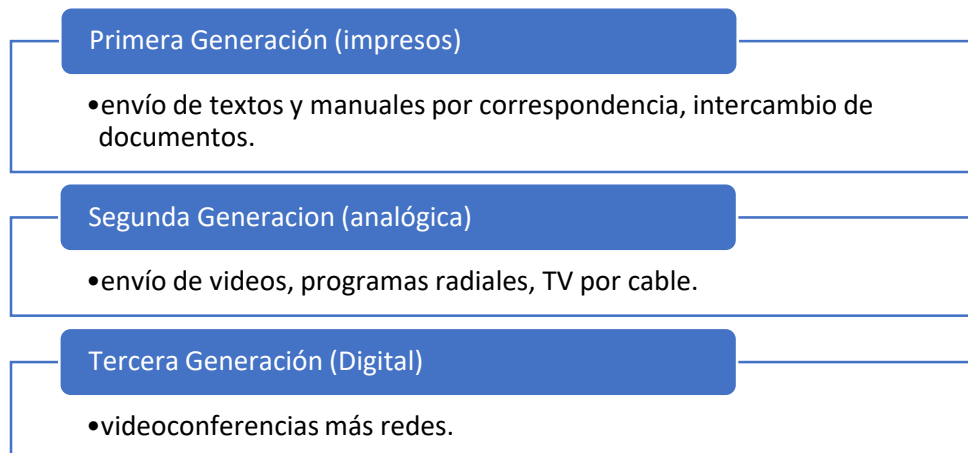 Primera Generación (impresos)
•envío de textos y manuales por correspondencia, intercambio de
documentos.
Segunda Generacion (analógica)
•envío de videos, programas radiales, TV por cable.
Tercera Generación (Digital)
•videoconferencias más redes.